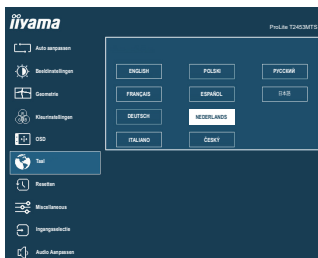 iiyama
ProLite T2453MTS
Auto aanpassen
Beeldinstellingen
Geometrie
Kleurinstellingen
OSD
Taal
Resetten
Miscellaneous
Ingangsselectie
Audio Aanpassen
ENGLISH
POLSKI
РУССКИЙ
FRANÇAIS
ESPAÑOL
日本語
DEUTSCH
NEDERLANDS
ITALIANO
ČESKÝ